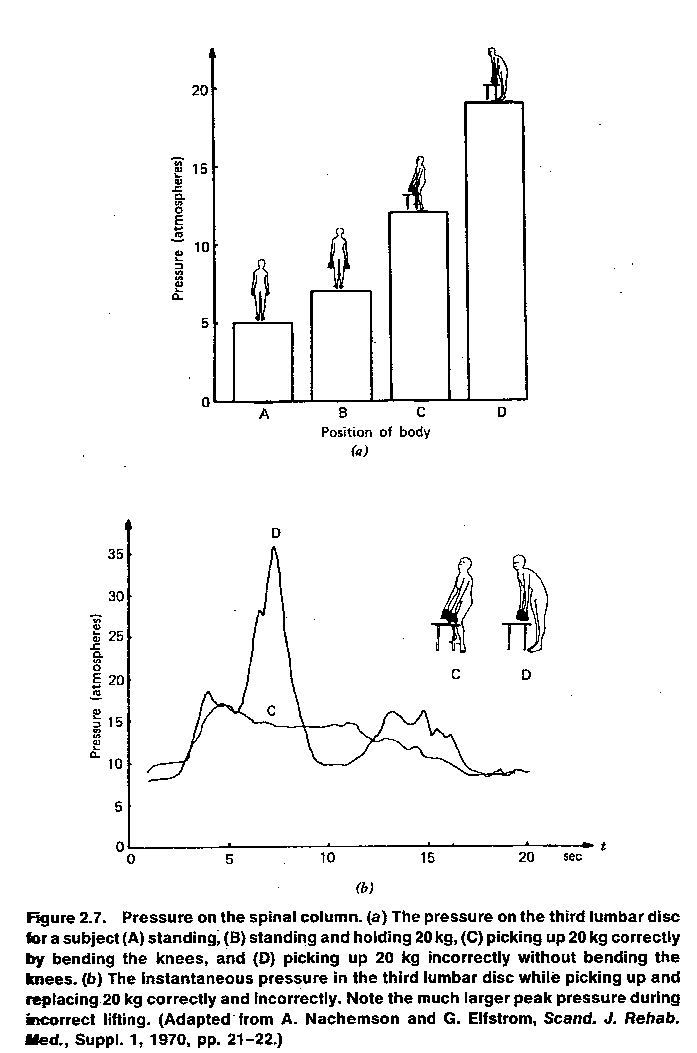 20
15
10
5
0
Pressure (atmospheres)
A B C D
Position of body
(a)
D
35
30
25
20
15
10
5
0
Pressure (atmospheres)
C
C D
0 5 10 15 20 sec t
(b)
Figure 2.7. Pressure on the spinal column. (a) The pressure on the third lumbar disc
for a subject (A) standing, (B) standing and holding 20 kg, (C) picking up 20 kg correctly
by bending the knees, and (D) picking up 20 kg incorrectly without bending the
knees. (b) The instantaneous pressure in the third lumbar disc while picking up and
replacing 20 kg correctly and incorrectly. Note the much larger peak pressure during
incorrect lifting. (Adapted from A. Nachemson and G. Elfstrom, Scand. J. Rehab.
Med., Suppl. 1, 1970, pp. 21–22.)